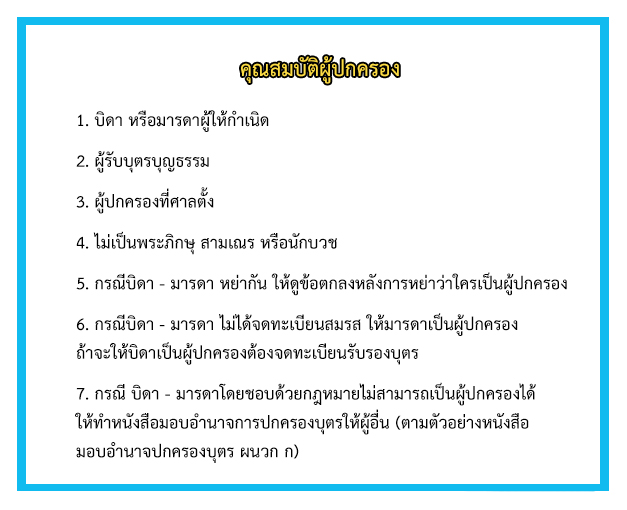 คุณสมบัติผู้ปกครอง
1. บิดา หรือมารดาผู้ให้กำเนิด
2. ผู้รับบุตรบุญธรรม
3. ผู้ปกครองที่ศาลตั้ง
4. ไม่เป็นพระภิกษุ สามเณร หรือนักบวช
5. กรณีบิดา - มารดา หย่ากัน ให้ดูข้อตกลงหลังการหย่าว่าใครเป็นผู้ปกครอง
6. กรณีบิดา - มารดา ไม่ได้จดทะเบียนสมรส ให้มารดาเป็นผู้ปกครอง
ถ้าจะให้บิดาเป็นผู้ปกครองต้องจดทะเบียนรับรองบุตร
7. กรณี บิดา - มารดาโดยชอบด้วยกฎหมายไม่สามารถเป็นผู้ปกครองได้
ให้ทำหนังสือมอบอำนาจการปกครองบุตรให้ผู้อื่น (ตามตัวอย่างหนังสือ
มอบอำนาจปกครองบุตร ผนวก ก)